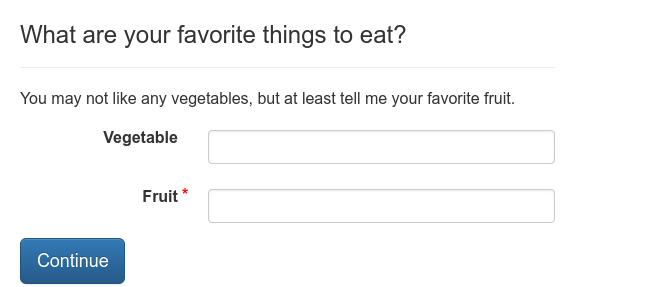 What are your favorite things to eat?
You may not like any vegetables, but at least tell me your favorite fruit.
Vegetable
Fruit *
Continue